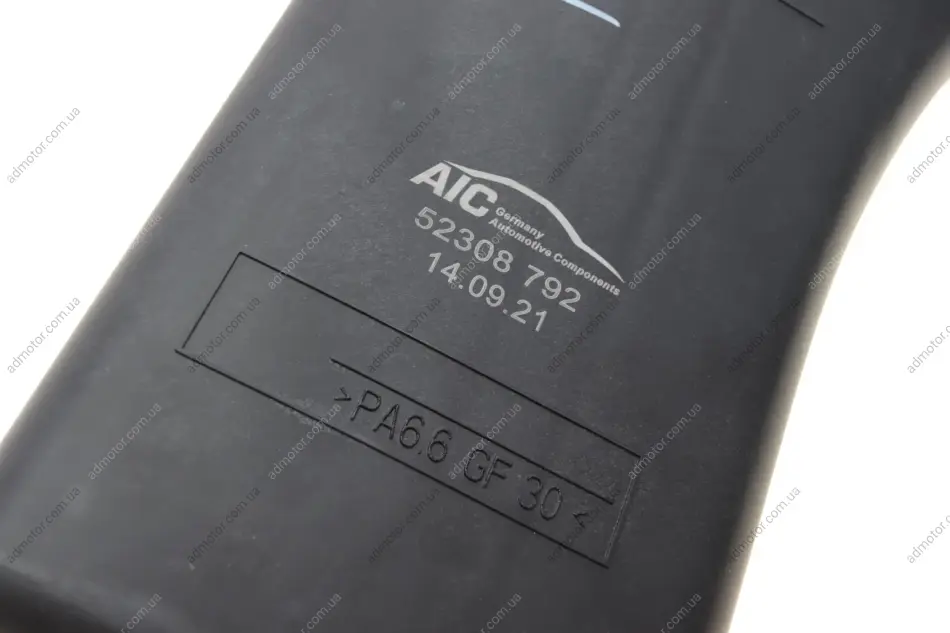 AIC
Germany
Automotive Components
52308 792
14.09.21
>PA6.6 GF 30<
admotor.com.ua